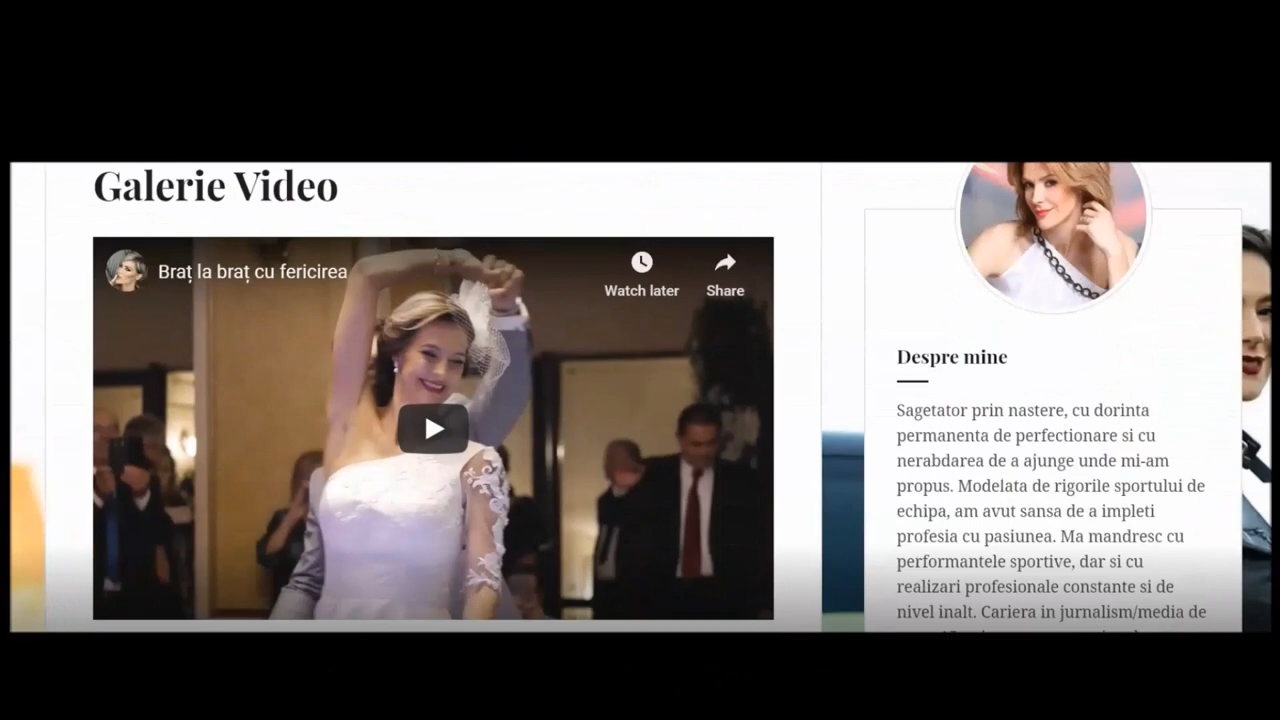 Galerie Video
Braț la braț cu fericirea
Watch later
Share
Despre mine
Sagetator prin nastere, cu dorinta
permanenta de perfectionare si cu
nerabdarea de a ajunge unde mi-am
propus. Modelata de rigorile sportului de
echipa, am avut sansa de a impleti
profesia cu pasiunea. Ma mandresc cu
performantele sportive, dar si cu
realizari profesionale constante si de
nivel inalt. Cariera in jurnalism/media de